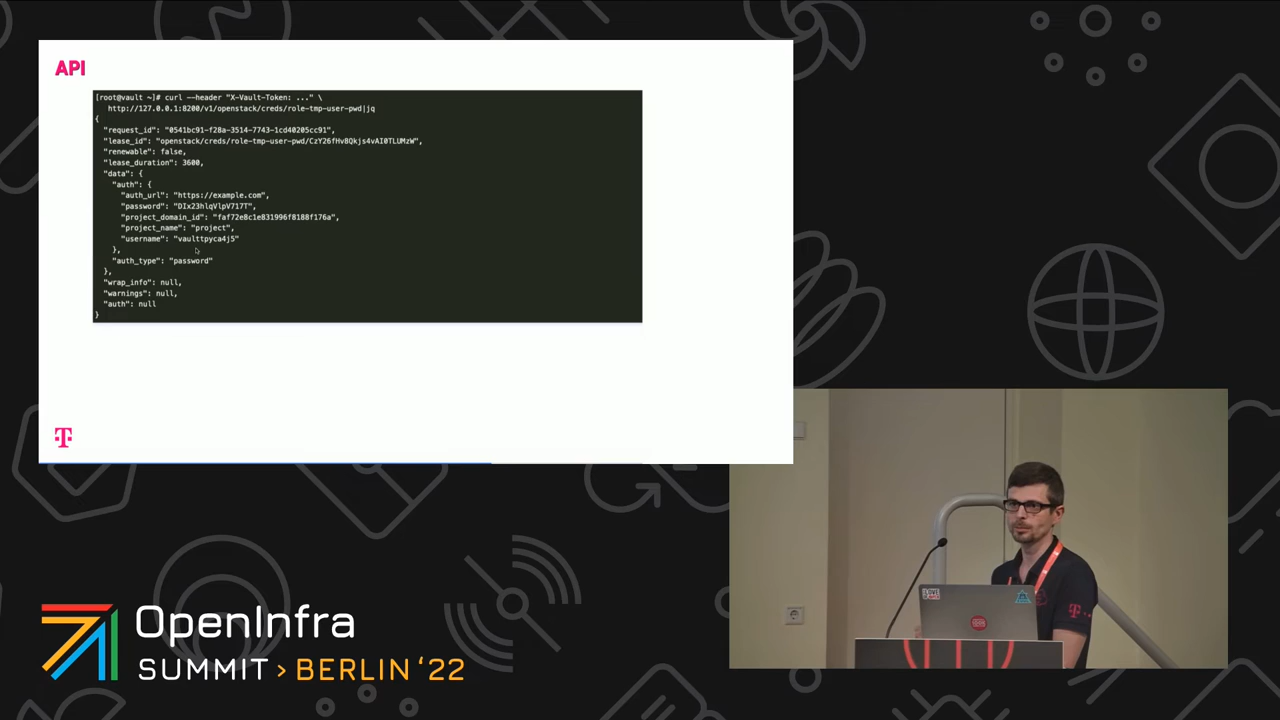 API
[root@vault ~]# curl --header "X-Vault-Token: ..." \
http://127.0.0.1:8200/v1/openstack/creds/role-tmp-user-pwd|jq
{
"request_id": "0541bc91-f28a-3514-7743-1cd40205cc91",
"lease_id": "openstack/creds/role-tmp-user-pwd/CzY26fHv8Qkjs4vAI0TLUMzW",
"renewable": false,
"lease_duration": 3600,
"data": {
"auth": {
"auth_url": "https://example.com",
"password": "DIx23hlqVlpV717T",
"project_domain_id": "faf72e8c1e831996f8188f176a",
"project_name": "project",
"username": "vaulttpyca4j5"
},
"auth_type": "password"
},
"wrap_info": null,
"warnings": null,
"auth": null
}
T
OpenInfra
SUMMIT > BERLIN ‘22